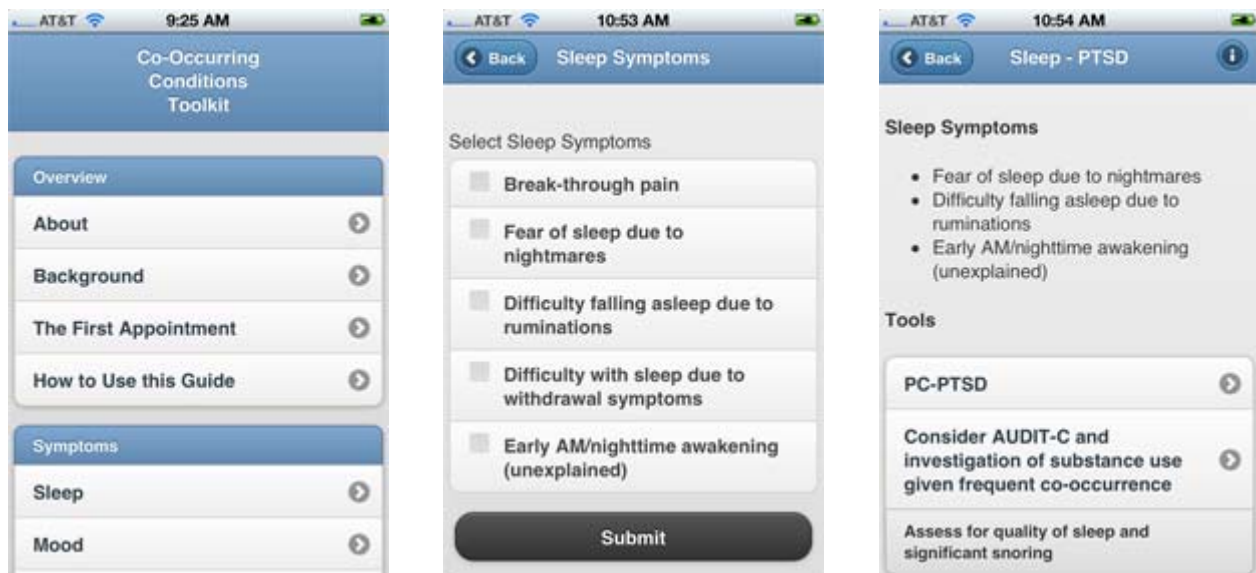 AT&T 9:25 AM
Co-Occurring
Conditions
Toolkit
Overview
About
Background
The First Appointment
How to Use this Guide
Symptoms
Sleep
Mood
AT&T 10:53 AM
Back Sleep Symptoms
Select Sleep Symptoms
Break-through pain
Fear of sleep due to
nightmares
Difficulty falling asleep due to
ruminations
Difficulty with sleep due to
withdrawal symptoms
Early AM/nighttime awakening
(unexplained)
Submit
AT&T 10:54 AM
Back Sleep - PTSD
Sleep Symptoms
• Fear of sleep due to nightmares
• Difficulty falling asleep due to
ruminations
• Early AM/nighttime awakening
(unexplained)
Tools
PC-PTSD
Consider AUDIT-C and
investigation of substance use
given frequent co-occurrence
Assess for quality of sleep and
significant snoring